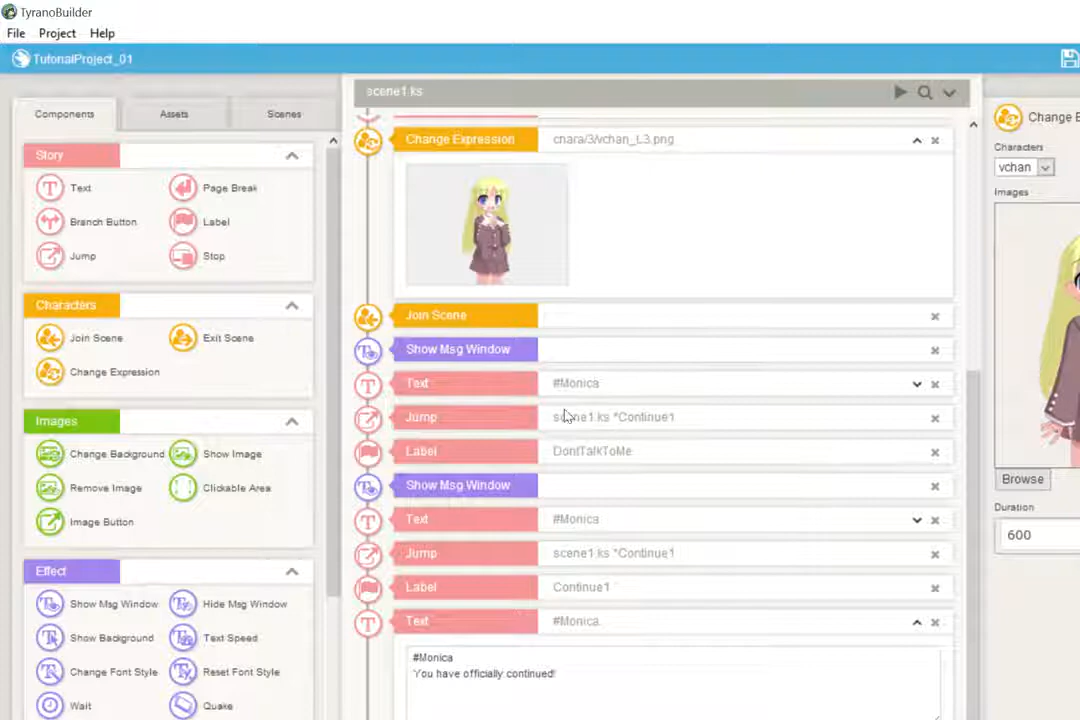 TyranoBuilder
File Project Help
TutorialProject_01
Components Assets Scenes
Story
Text Page Break
Branch Button Label
Jump Stop
Characters
Join Scene Exit Scene
Change Expression
Images
Change Background Show Image
Remove Image Clickable Area
Image Button
Effect
Show Msg Window Hide Msg Window
Show Background Text Speed
Change Font Style Reset Font Style
Wait Quake
scene1.ks
Change Expression chara/3/vchan_L3.png
Join Scene
Show Msg Window
Text #Monica
Jump scene1.ks *Continue1
Label DontTalkToMe
Show Msg Window
Text #Monica
Jump scene1.ks *Continue1
Label Continue1
Text #Monica
#Monica
You have officially continued!
Change E
Characters
vchan
Images
Browse
Duration
600